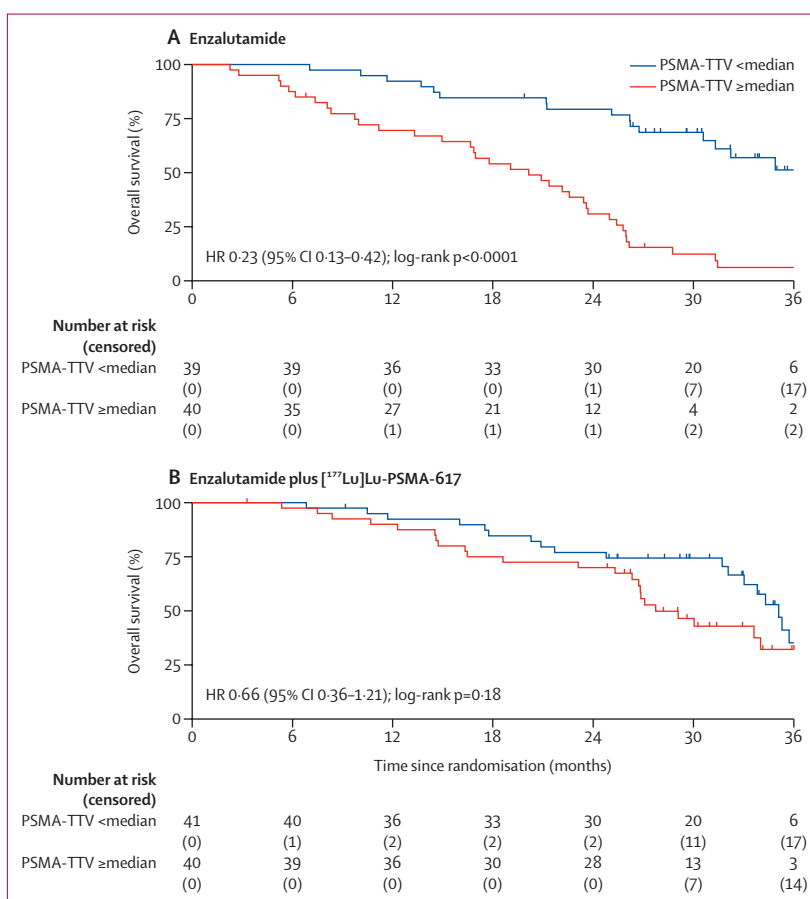 A Enzalutamide
PSMA-TTV <median
PSMA-TTV ≥median
100
75
50
25
0
Overall survival (%)
HR 0·23 (95% CI 0·13–0·42); log-rank p<0·0001
0 6 12 18 24 30 36
Number at risk
(censored)
PSMA-TTV <median 39 39 36 33 30 20 6
(0) (0) (0) (0) (1) (7) (17)
PSMA-TTV ≥median 40 35 27 21 12 4 2
(0) (0) (1) (1) (1) (2) (2)
B Enzalutamide plus [¹⁷⁷Lu]Lu-PSMA-617
100
75
50
25
0
Overall survival (%)
HR 0·66 (95% CI 0·36–1·21); log-rank p=0·18
0 6 12 18 24 30 36
Time since randomisation (months)
Number at risk
(censored)
PSMA-TTV <median 41 40 36 33 30 20 6
(0) (1) (2) (2) (2) (11) (17)
PSMA-TTV ≥median 40 39 36 30 28 13 3
(0) (0) (0) (0) (0) (7) (14)